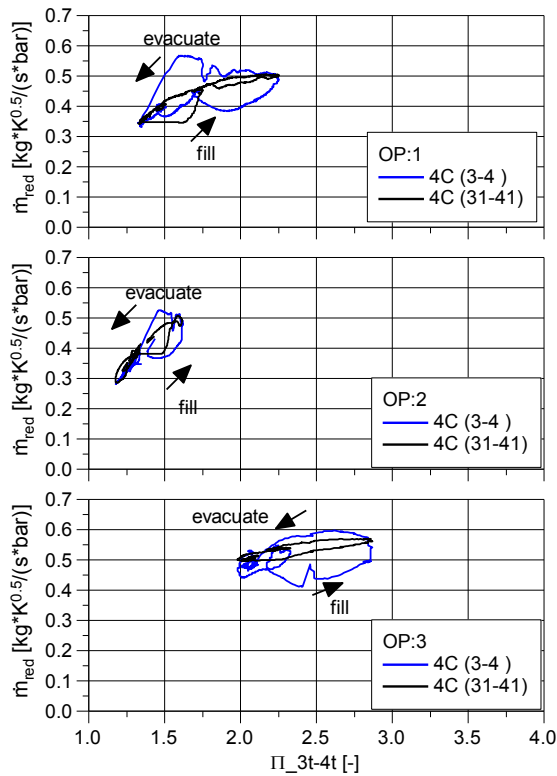 0.7
0.6
0.5
0.4
0.3
0.2
0.1
0.0
ṁred [kg*K0.5/(s*bar)]
evacuate
fill
OP:1
4C (3-4 )
4C (31-41)
0.7
0.6
0.5
0.4
0.3
0.2
0.1
0.0
ṁred [kg*K0.5/(s*bar)]
evacuate
fill
OP:2
4C (3-4 )
4C (31-41)
0.7
0.6
0.5
0.4
0.3
0.2
0.1
0.0
ṁred [kg*K0.5/(s*bar)]
evacuate
fill
OP:3
4C (3-4 )
4C (31-41)
1.0 1.5 2.0 2.5 3.0 3.5 4.0
Π_3t-4t [-]